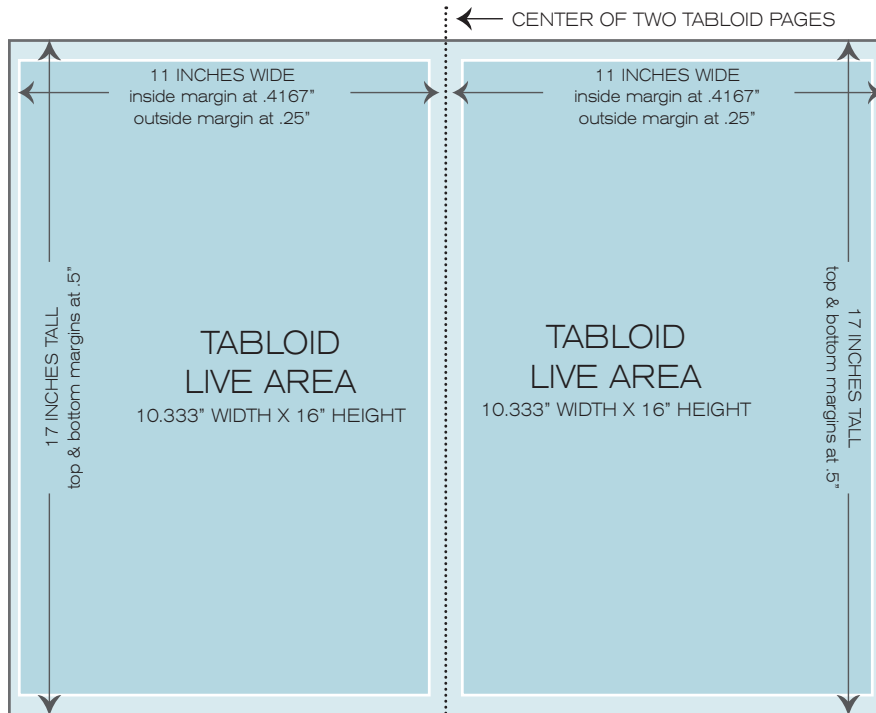 CENTER OF TWO TABLOID PAGES
11 INCHES WIDE
inside margin at .4167”
outside margin at .25”
11 INCHES WIDE
inside margin at .4167”
outside margin at .25”
17 INCHES TALL
top & bottom margins at .5”
TABLOID
LIVE AREA
10.333” WIDTH X 16” HEIGHT
TABLOID
LIVE AREA
10.333” WIDTH X 16” HEIGHT
17 INCHES TALL
top & bottom margins at .5”